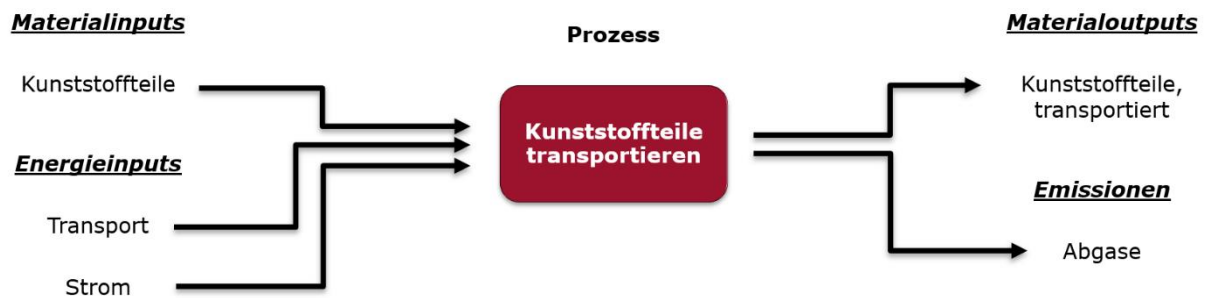 Materialinputs
Kunststoffteile
Energieinputs
Transport
Strom
Prozess
Kunststoffteile
transportieren
Materialoutputs
Kunststoffteile,
transportiert
Emissionen
Abgase